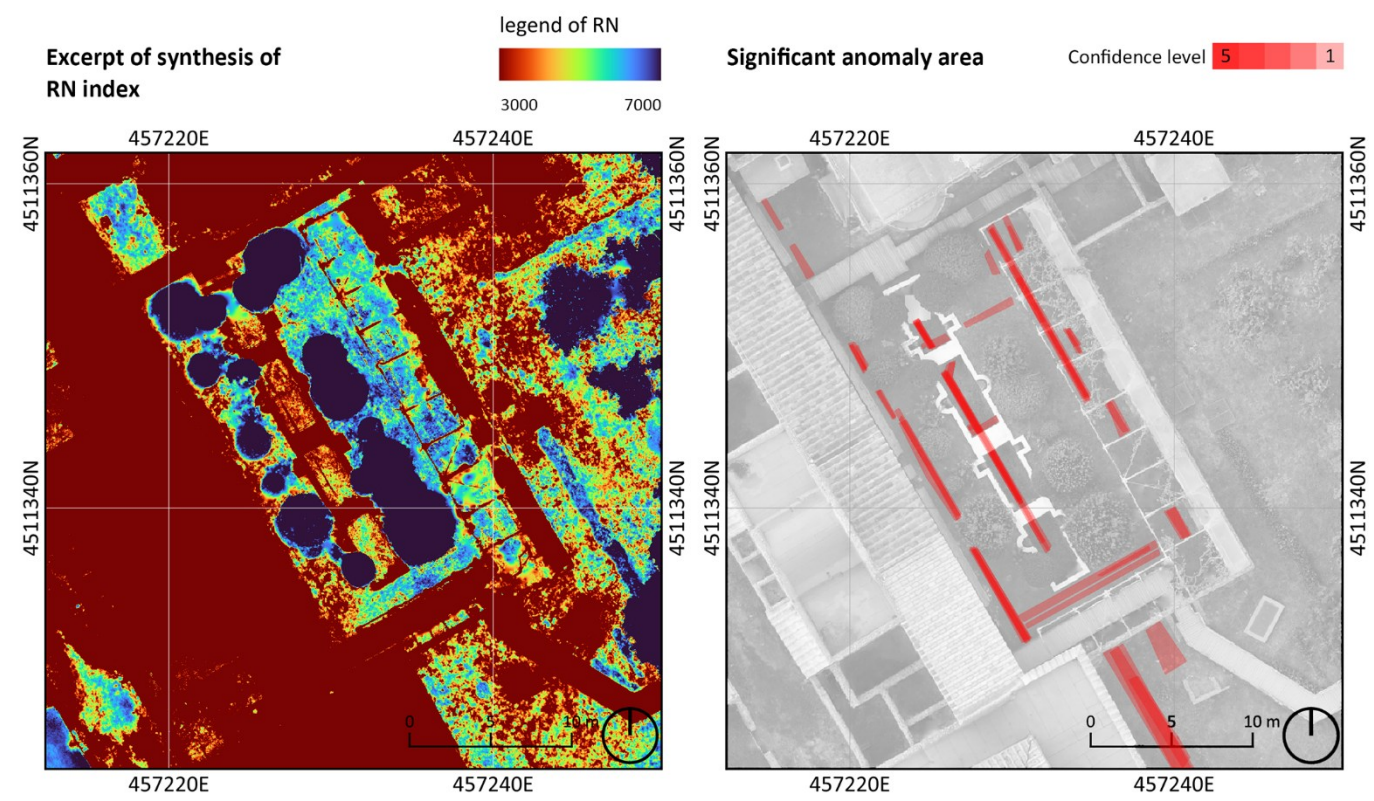 legend of RN
Excerpt of synthesis of
RN index
3000 7000
Significant anomaly area
Confidence level 5 1
457220E 457240E
457220E 457240E
4511360N
4511360N
4511360N
4511360N
4511340N
4511340N
4511340N
4511340N
0 5 10 m
0 5 10 m
457220E 457240E
457220E 457240E